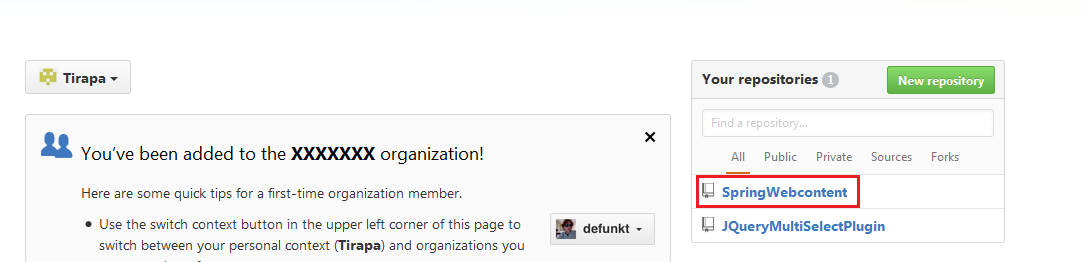 Tirapa
You've been added to the XXXXXXX organization!
Here are some quick tips for a first-time organization member.
Use the switch context button in the upper left corner of this page to
switch between your personal context (Tirapa) and organizations you
defunkt
Your repositories 1
New repository
Find a repository...
All Public Private Sources Forks
SpringWebcontent
JQueryMultiSelectPlugin